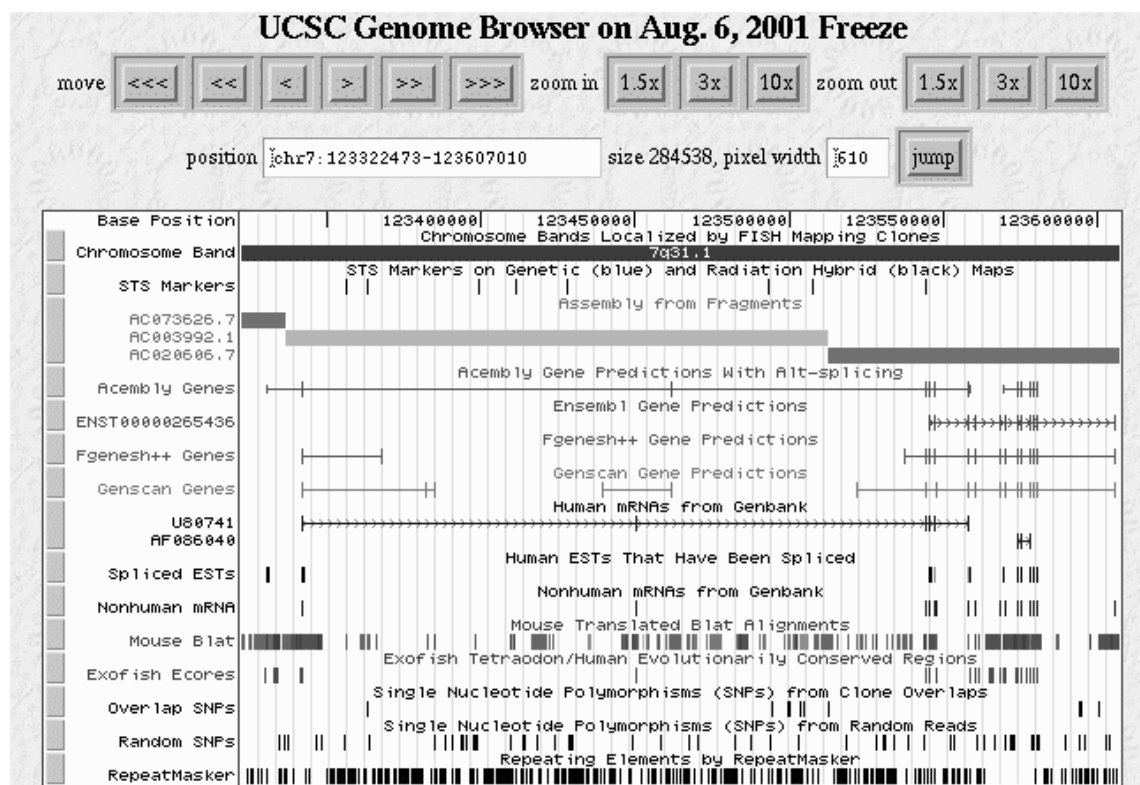 UCSC Genome Browser on Aug. 6, 2001 Freeze
move <<< << < > >> >>> zoom in 1.5x 3x 10x zoom out 1.5x 3x 10x
position chr7:123322473-123607010 size 284538, pixel width 610 jump
Base Position 123400000 123450000 123500000 123550000 123600000
Chromosome Bands Localized by FISH Mapping Clones
Chromosome Band 7q31.1
STS Markers on Genetic (blue) and Radiation Hybrid (black) Maps
STS Markers
Assembly from Fragments
AC073626.7
AC003992.1
AC020606.7
Acembly Gene Predictions With Alt-splicing
Acembly Genes
Ensembl Gene Predictions
ENST00000265436
Fgenesh++ Gene Predictions
Fgenesh++ Genes
Genscan Gene Predictions
Genscan Genes
Human mRNAs from Genbank
U80741
AF086040
Human ESTs That Have Been Spliced
Spliced ESTs
Nonhuman mRNAs from Genbank
Nonhuman mRNA
Mouse Translated Blat Alignments
Mouse Blat
Exofish Tetraodon/Human Evolutionarily Conserved Regions
Exofish Ecores
Single Nucleotide Polymorphisms (SNPs) from Clone Overlaps
Overlap SNPs
Single Nucleotide Polymorphisms (SNPs) from Random Reads
Random SNPs
Repeating Elements by RepeatMasker
RepeatMasker